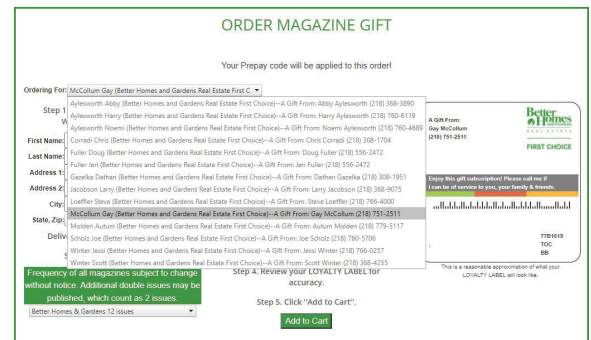 ORDER MAGAZINE GIFT
Your Prepay code will be applied to this order!
Ordering For: McCollum Gay (Better Homes and Gardens Real Estate First C
Aylesworth Abby (Better Homes and Gardens Real Estate First Choice)--A Gift From: Abby Aylesworth (218) 368-3890
Aylesworth Harry (Better Homes and Gardens Real Estate First Choice)--A Gift From: Harry Aylesworth (218) 760-6119
Aylesworth Noemi (Better Homes and Gardens Real Estate First Choice)--A Gift From: Noemi Aylesworth (218) 760-4689
Corradi Chris (Better Homes and Gardens Real Estate First Choice)--A Gift From: Chris Corradi (218) 308-1704
Fuller Doug (Better Homes and Gardens Real Estate First Choice)--A Gift From: Doug Fuller (218) 556-2472
Fuller Jeri (Better Homes and Gardens Real Estate First Choice)--A Gift From: Jeri Fuller (218) 556-2472
Gazelka Dathan (Better Homes and Gardens Real Estate First Choice)--A Gift From: Dathan Gazelka (218) 308-1951
Jacobson Larry (Better Homes and Gardens Real Estate First Choice)--A Gift From: Larry Jacobson (218) 368-9075
Loeffler Steve (Better Homes and Gardens Real Estate First Choice)--A Gift From: Steve Loeffler (218) 766-4000
McCollum Gay (Better Homes and Gardens Real Estate First Choice)--A Gift From: Gay McCollum (218) 751-2511
Molden Autum (Better Homes and Gardens Real Estate First Choice)--A Gift From: Autum Molden (218) 779-5117
Scholz Joe (Better Homes and Gardens Real Estate First Choice)--A Gift From: Joe Scholz (218) 760-5706
Winter Jessi (Better Homes and Gardens Real Estate First Choice)--A Gift From: Jessi Winter (218) 766-0257
Winter Scott (Better Homes and Gardens Real Estate First Choice)--A Gift From: Scott Winter (218) 368-4255
Step 1
W
First Name:
Last Name:
Address 1:
Address 2:
City:
State, Zip:
Deliv
S
Frequency of all magazines subject to change
without notice. Additional double issues may be
published, which count as 2 issues.
Better Homes & Gardens 12 issues
Step 4. Review your LOYALTY LABEL for
accuracy.
Step 5. Click "Add to Cart".
Add to Cart
A Gift From:
Gay McCollum
(218) 751-2511
Better
Homes
REAL ESTATE
FIRST CHOICE
Enjoy this gift subscription! Please call me if
I can be of service to you, your family & friends.
77B1619
TOC
BB
This is a reasonable approximation of what your
LOYALTY LABEL will look like.